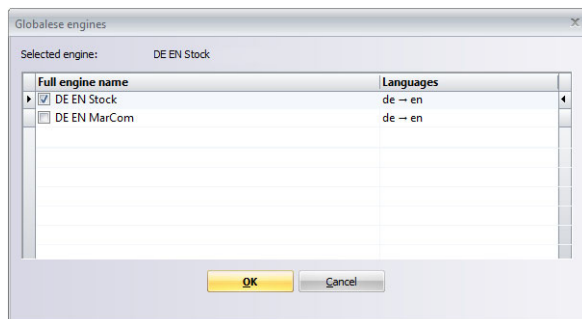 Globalese engines
Selected engine: DE EN Stock
Full engine name Languages
DE EN Stock de → en
DE EN MarCom de → en
OK Cancel